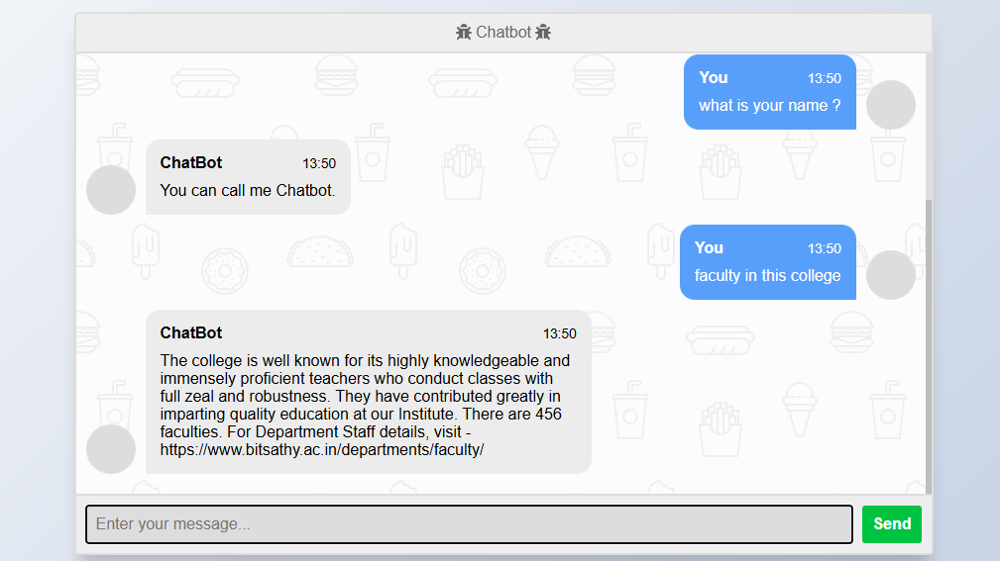 Chatbot
You 13:50
what is your name ?
ChatBot 13:50
You can call me Chatbot.
You 13:50
faculty in this college
ChatBot 13:50
The college is well known for its highly knowledgeable and
immensely proficient teachers who conduct classes with
full zeal and robustness. They have contributed greatly in
imparting quality education at our Institute. There are 456
faculties. For Department Staff details, visit -
https://www.bitsathy.ac.in/departments/faculty/
Enter your message...
Send